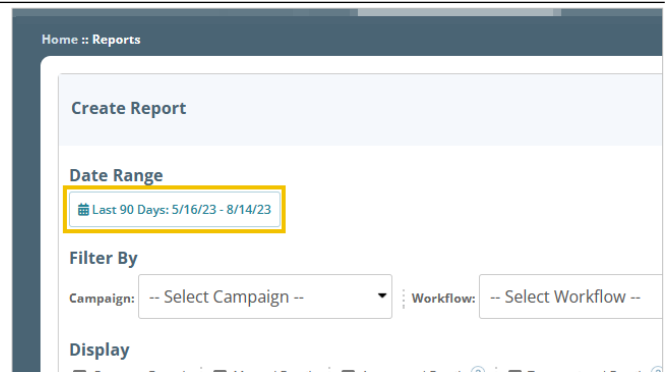 Home :: Reports
Create Report
Date Range
Last 90 Days: 5/16/23 - 8/14/23
Filter By
Campaign: -- Select Campaign -- Workflow: -- Select Workflow --
Display